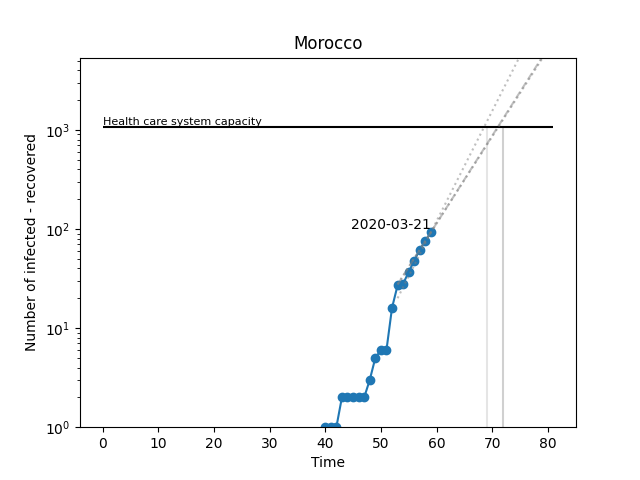 Morocco
Number of infected - recovered
10³
10²
10¹
10⁰
Health care system capacity
2020-03-21
0 10 20 30 40 50 60 70 80
Time